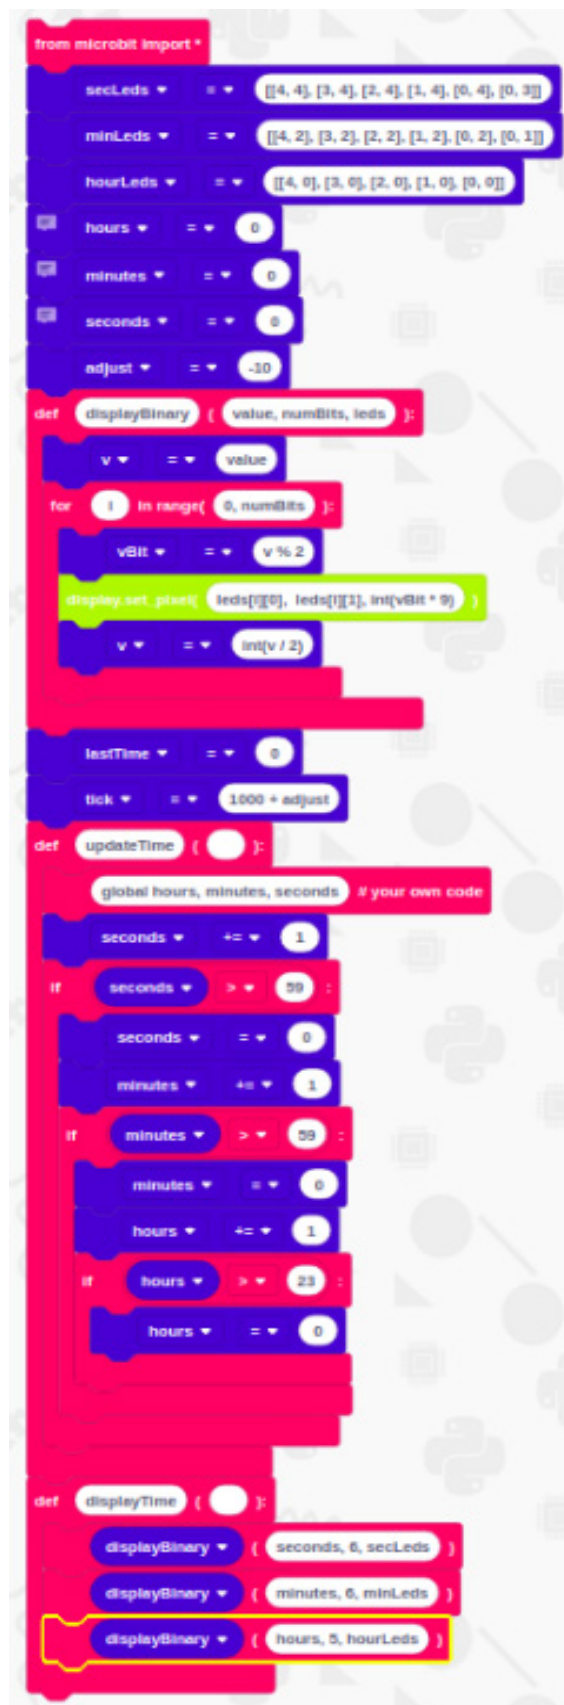 from microbit import *
secLeds = [[4, 4], [3, 4], [2, 4], [1, 4], [0, 4], [0, 3]]
minLeds = [[4, 2], [3, 2], [2, 2], [1, 2], [0, 2], [0, 1]]
hourLeds = [[4, 0], [3, 0], [2, 0], [1, 0], [0, 0]]
hours = 0
minutes = 0
seconds = 0
adjust = -10
def displayBinary ( value, numBits, leds ):
v = value
for i in range( 0, numBits ):
vBit = v % 2
display.set_pixel( leds[i][0], leds[i][1], int(vBit * 9) )
v = int(v / 2)
lastTime = 0
tick = 1000 + adjust
def updateTime ( ):
global hours, minutes, seconds # your own code
seconds += 1
if seconds > 59 :
seconds = 0
minutes += 1
if minutes > 59 :
minutes = 0
hours += 1
if hours > 23 :
hours = 0
def displayTime ( ):
displayBinary ( seconds, 6, secLeds )
displayBinary ( minutes, 6, minLeds )
displayBinary ( hours, 5, hourLeds )